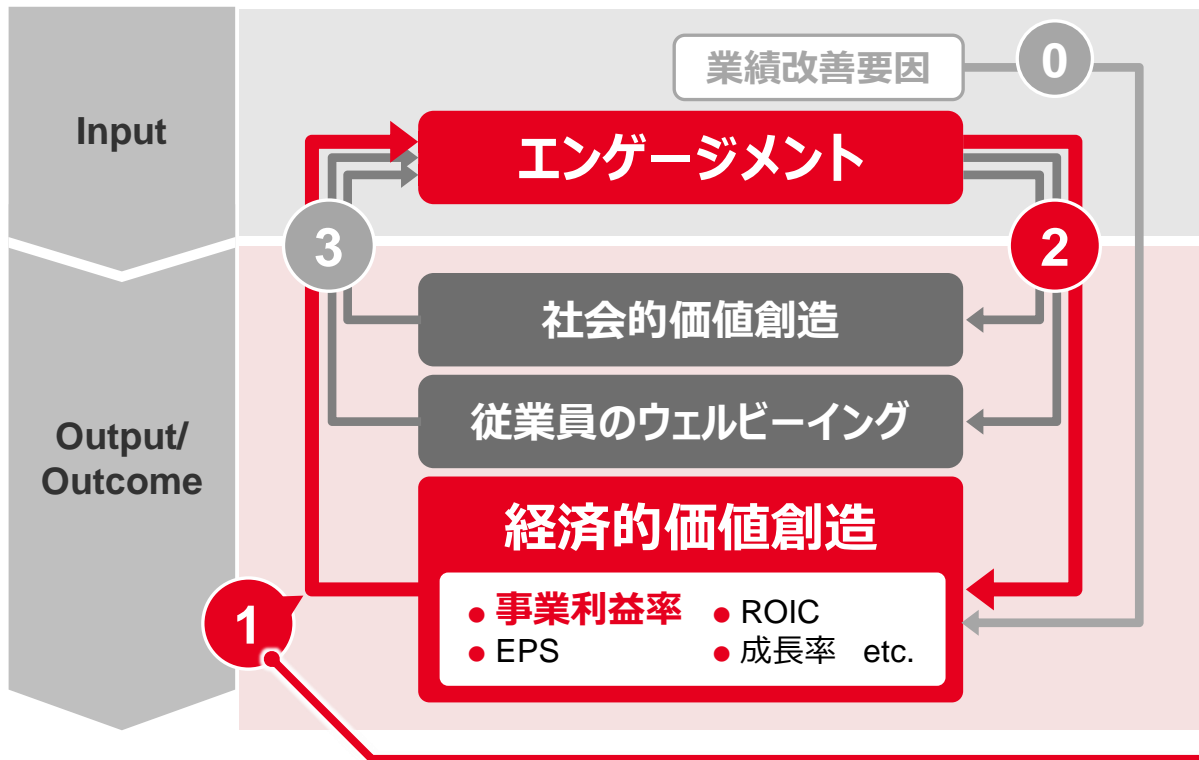 業績改善要因
0
Input
エンゲージメント
3
2
社会的価値創造
従業員のウェルビーイング
Output/
Outcome
経済的価値創造
● 事業利益率 ● ROIC
● EPS ● 成長率 etc.
1